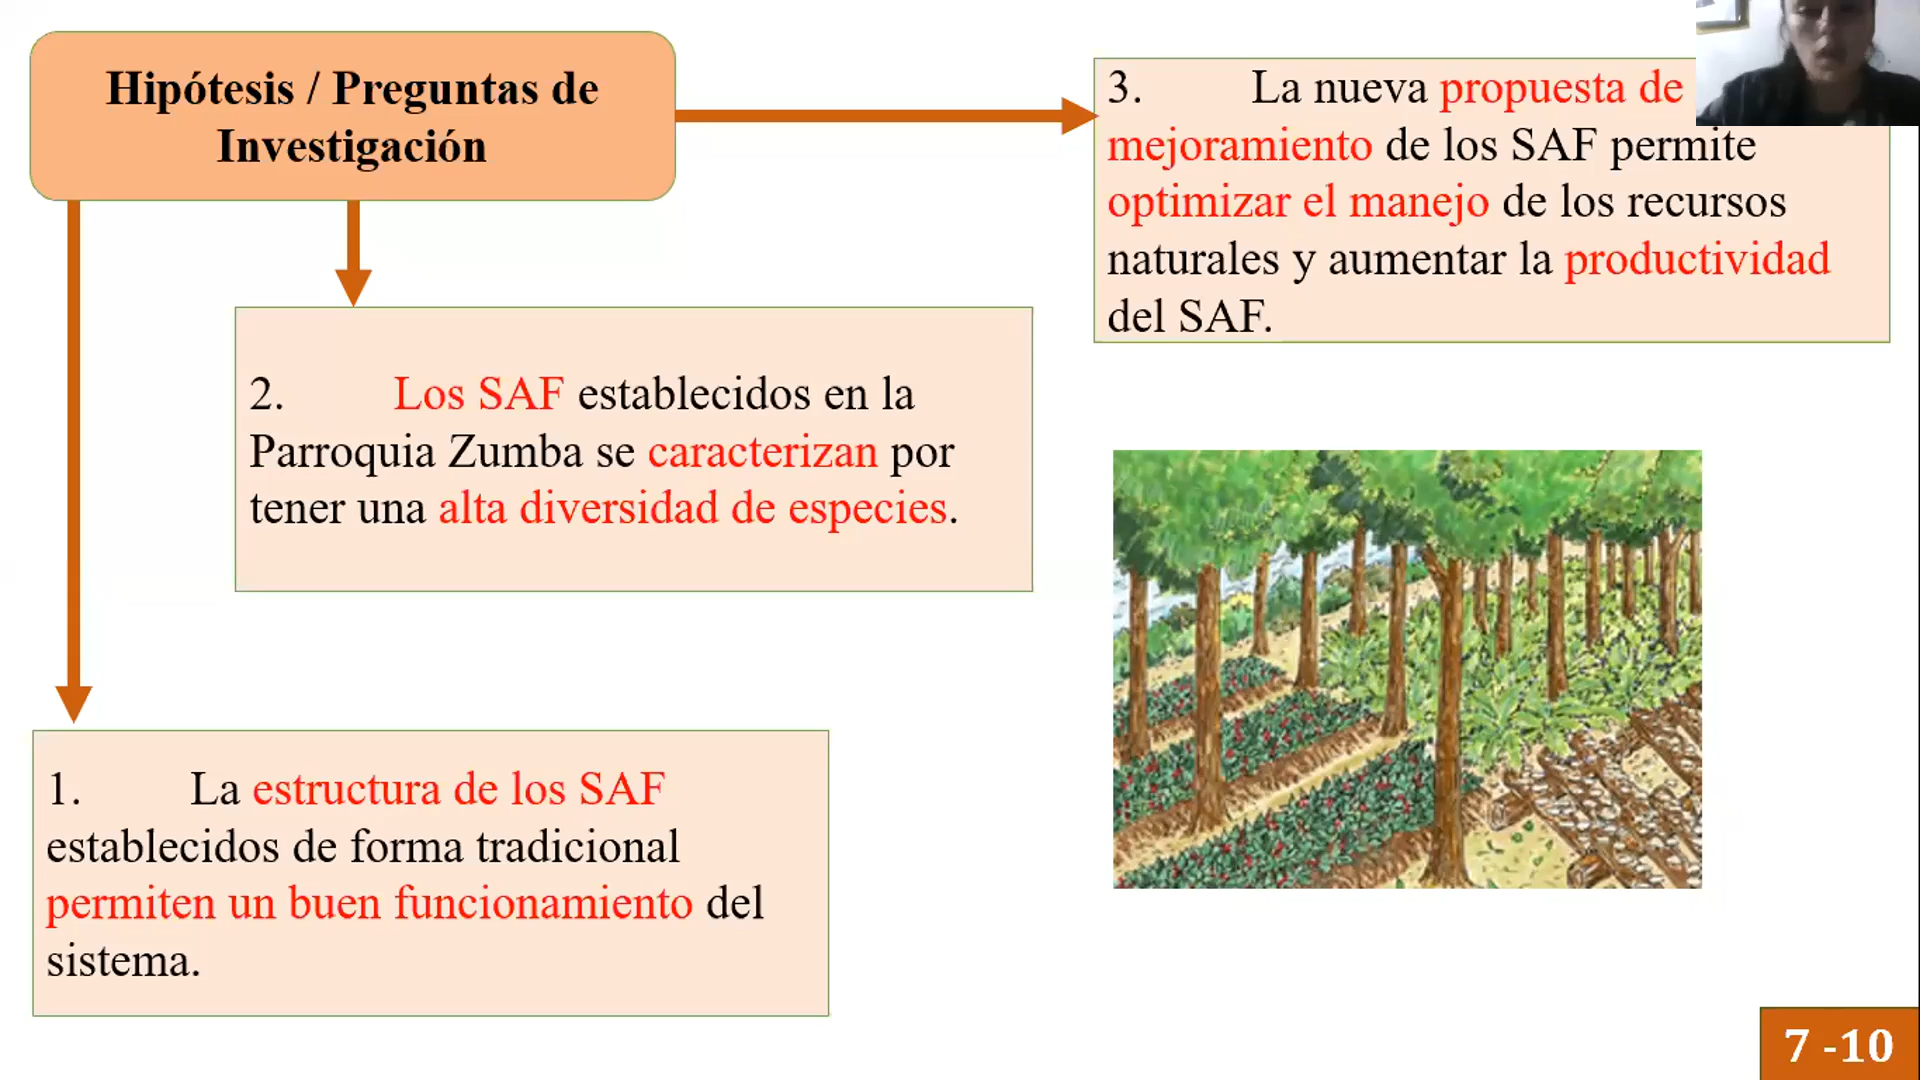 Hipótesis / Preguntas de
Investigación
3. La nueva propuesta de
mejoramiento de los SAF permite
optimizar el manejo de los recursos
naturales y aumentar la productividad
del SAF.
2. Los SAF establecidos en la
Parroquia Zumba se caracterizan por
tener una alta diversidad de especies.
1. La estructura de los SAF
establecidos de forma tradicional
permiten un buen funcionamiento del
sistema.
7 -10